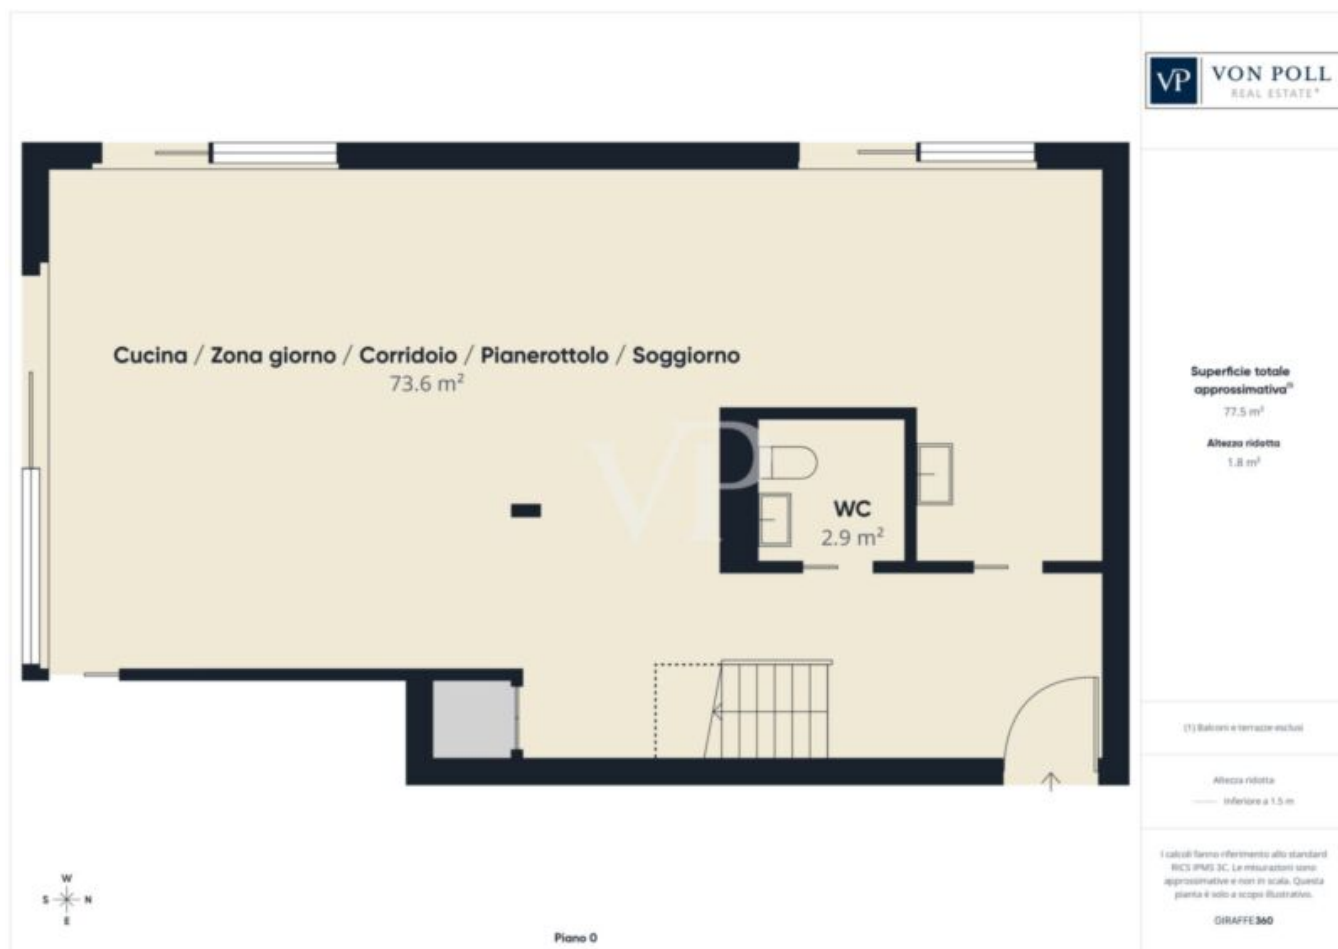 VP VON POLL
REAL ESTATE®
Cucina / Zona giorno / Corridoio / Pianerottolo / Soggiorno
73.6 m²
VP
WC
2.9 m²
Superficie totale
approssimativa⁽¹⁾
77.5 m²
Altezza ridotta
1.8 m²
(1) Balconi e terrazze esclusi
Altezza ridotta
Inferiore a 1.5 m
I calcoli fanno riferimento allo standard
RICS IPMS 3C. Le misurazioni sono
approssimative e non in scala. Questa
pianta è solo a scopo illustrativo.
GIRAFFE360
W
S N
E
Piano 0